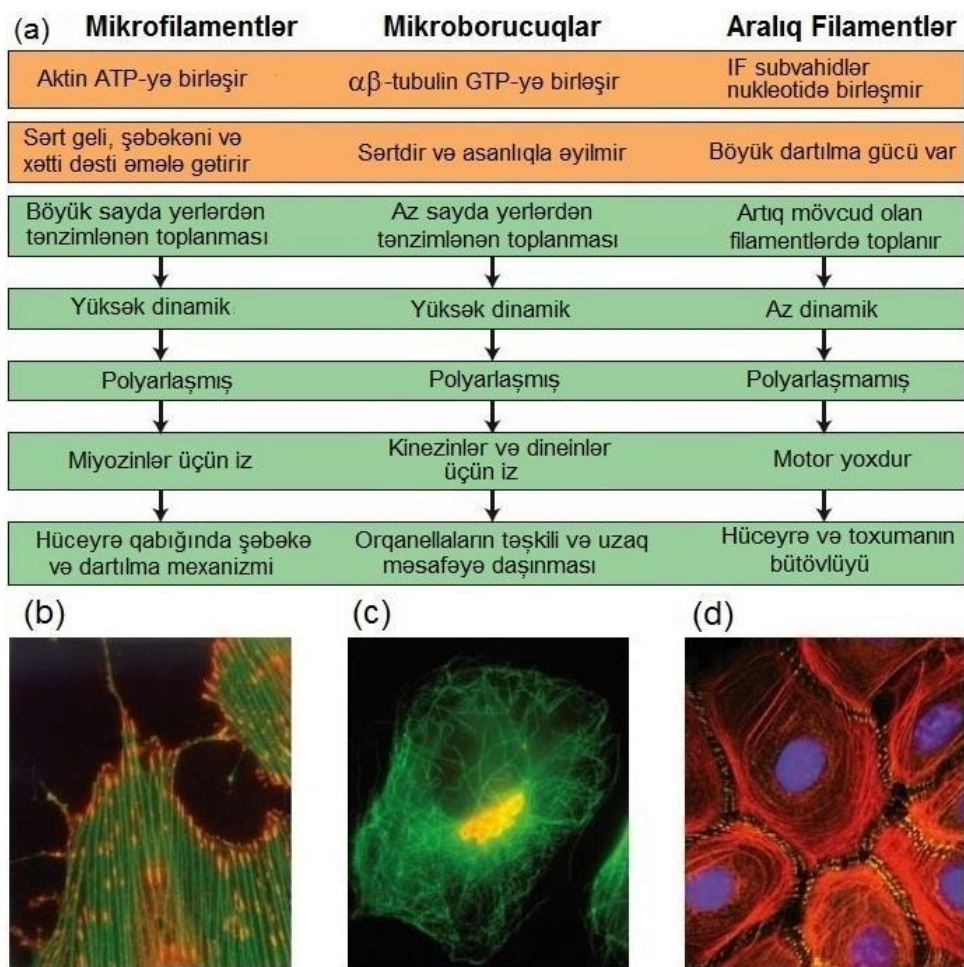 (a)
Mikrofilamentlər
Mikroborucuqlar
Aralıq Filamentlər
Aktin ATP-yə birləşir
αβ-tubulin GTP-yə birləşir
IF subvahidlər
nukleotidə birləşmir
Sərt geli, şəbəkəni və
xətti dəsti əmələ gətirir
Sərtdir və asanlıqla əyilmir
Böyük dartılma gücü var
Böyük sayda yerlərdən
tənzimlənən toplanması
Az sayda yerlərdən
tənzimlənən toplanması
Artıq mövcud olan
filamentlərdə toplanır
Yüksək dinamik
Yüksək dinamik
Az dinamik
Polyarlaşmış
Polyarlaşmış
Polyarlaşmamış
Miyozinlər üçün iz
Kinezinlər və dineinlər
üçün iz
Motor yoxdur
Hüceyrə qabığında şəbəkə
və dartılma mexanizmi
Orqanellaların təşkili və uzaq
məsafəyə daşınması
Hüceyrə və toxumanın
bütövlüyü
(b)
(c)
(d)